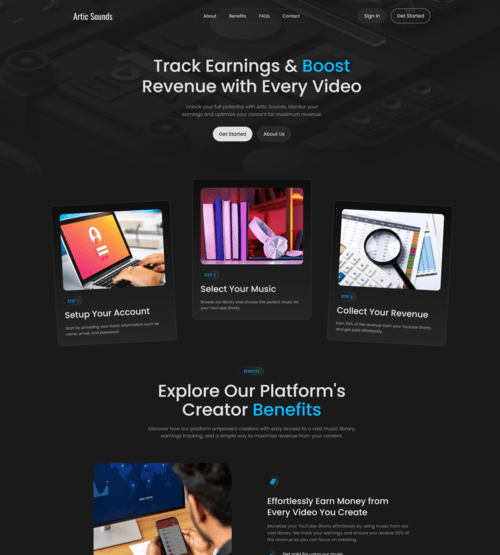 Artic Sounds
About Benefits FAQs Contact
Sign In Get Started
Track Earnings & Boost
Revenue with Every Video
Unlock your full potential with Artic Sounds. Monitor your
earnings and optimize your content for maximum revenue.
Get Started About Us
STEP 1
Setup Your Account
Start by providing your basic information such as
name, email, and password.
STEP 2
Select Your Music
Browse our library and choose the perfect music for
your YouTube Shorts.
Collect Your Revenue
Earn 50% of the revenue from your YouTube Shorts
and get paid effortlessly.
BENEFITS
Explore Our Platform's
Creator Benefits
Discover how our platform empowers creators with easy access to a vast music library,
earnings tracking, and a simple way to maximize revenue from your content.
Effortlessly Earn Money from
Every Video You Create
Monetize your YouTube Shorts effortlessly by using music from our
vast library. We track your earnings and ensure you receive 50% of
the revenue so you can focus on creating.
Get paid for using our music